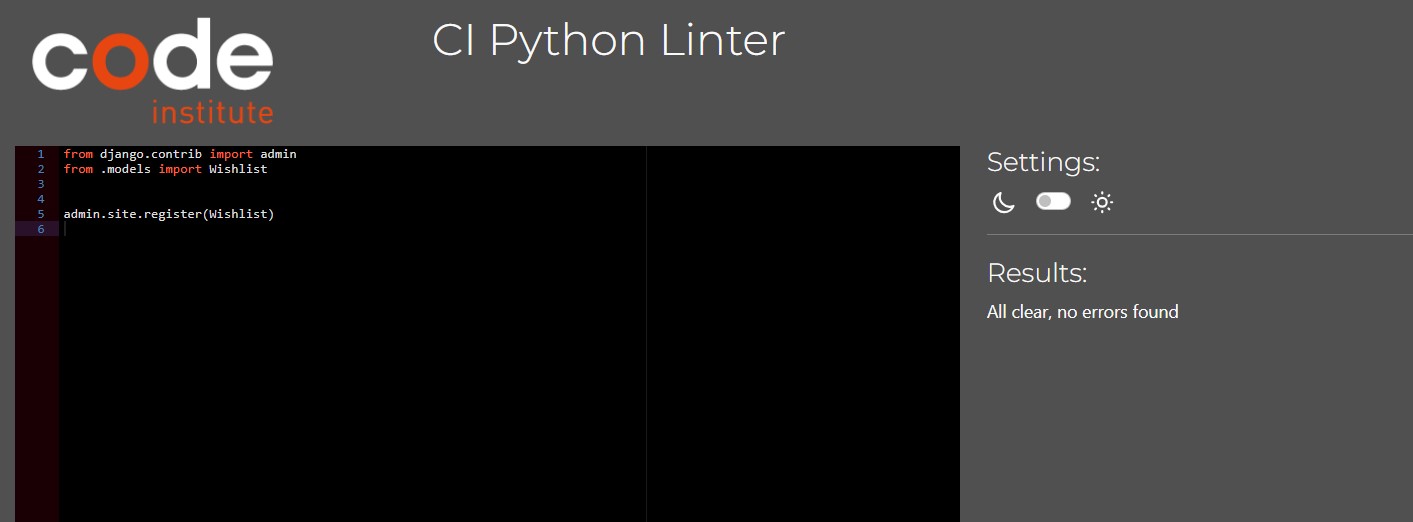 code
institute
CI Python Linter
1 from django.contrib import admin
2 from .models import Wishlist
3
4
5 admin.site.register(Wishlist)
6
Settings:
Results:
All clear, no errors found